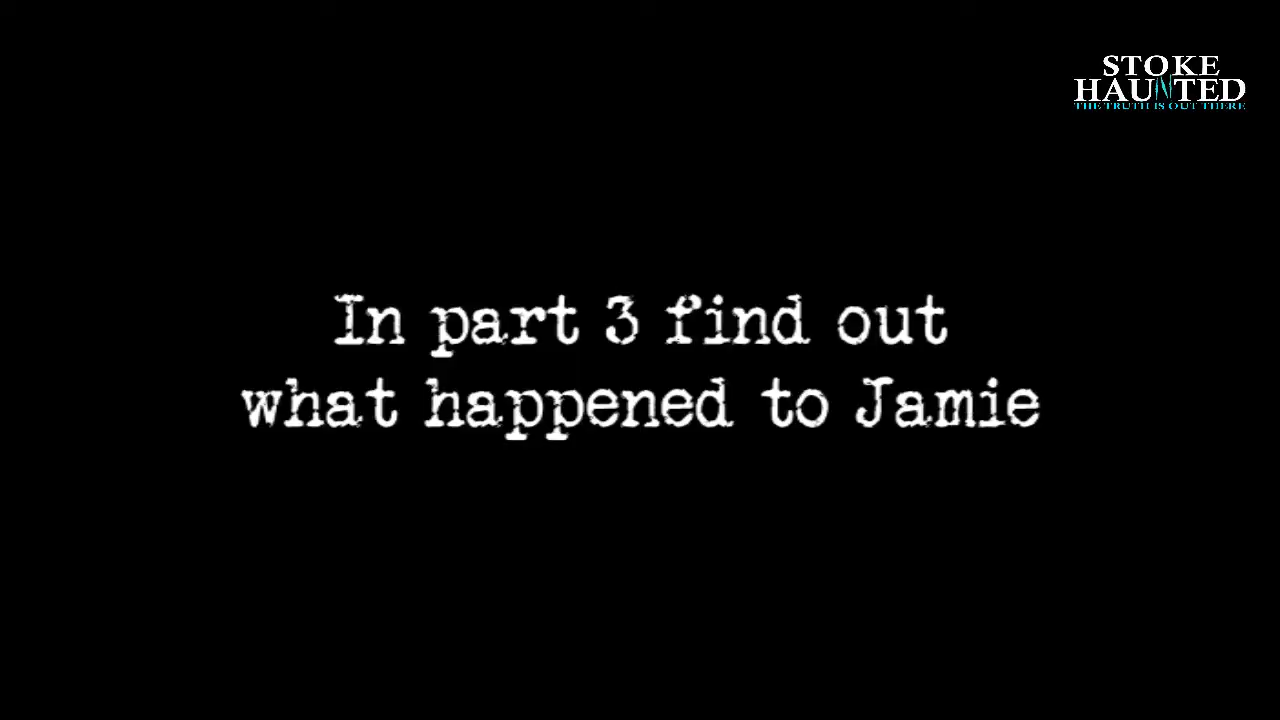 STOKE
HAUNTED
THE TRUTH IS OUT THERE
In part 3 find out
what happened to Jamie